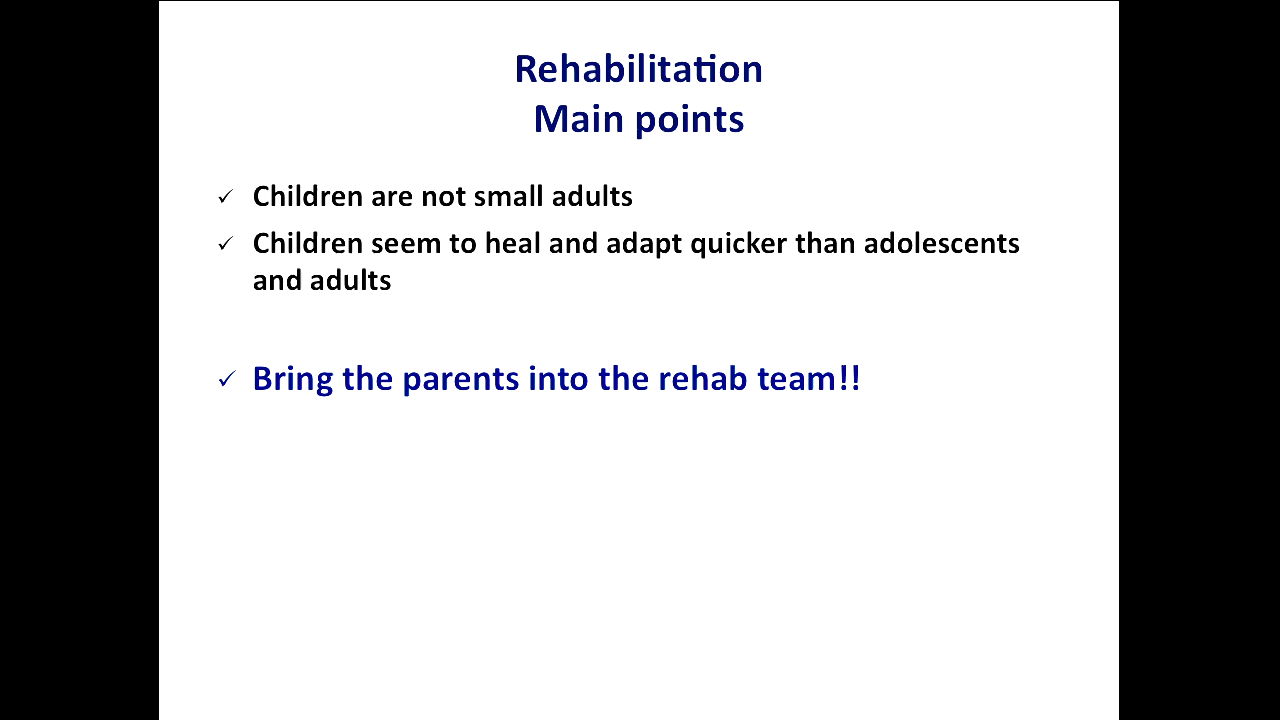 Rehabilitation
Main points
✓ Children are not small adults
✓ Children seem to heal and adapt quicker than adolescents
and adults
✓ Bring the parents into the rehab team!!